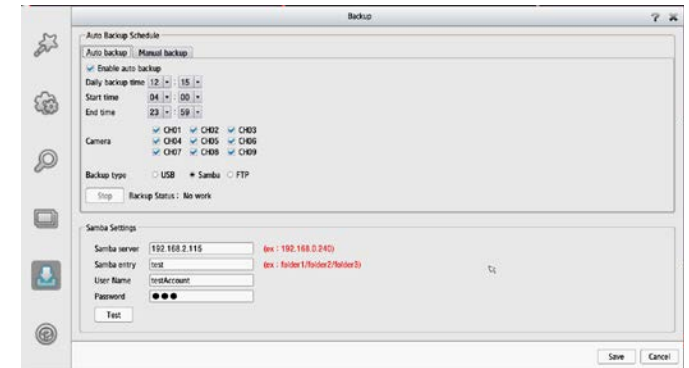 Backup
Auto Backup Schedule
Auto backup Manual backup
Enable auto backup
Daily backup time 12 : 15
Start time 04 : 00
End time 23 : 59
CH01 CH02 CH03
Camera CH04 CH05 CH06
CH07 CH08 CH09
Backup type USB Samba FTP
Stop Backup Status : No work
Samba Settings
Samba server 192.168.2.115 (ex : 192.168.0.240)
Samba entry test (ex : folder1/folder2/folder3)
User Name testAccount
Password ●●●
Test
Save Cancel